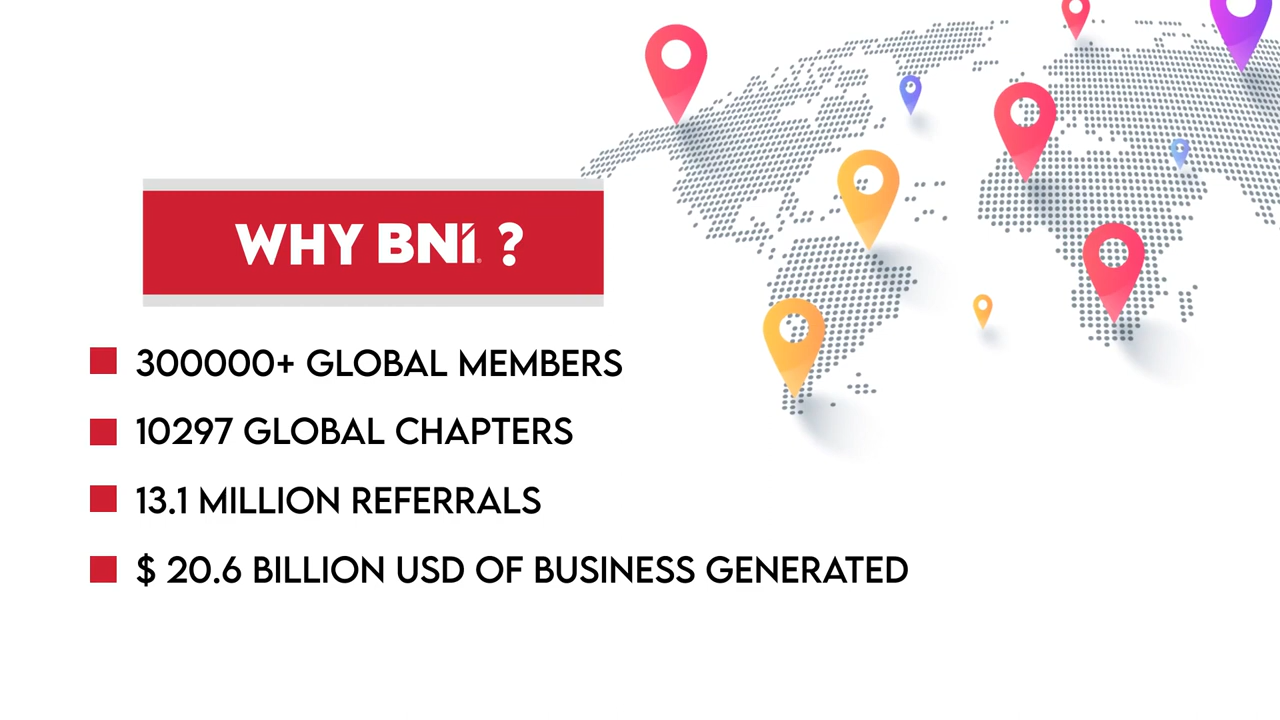 WHY BNI® ?
300000+ GLOBAL MEMBERS
10297 GLOBAL CHAPTERS
13.1 MILLION REFERRALS
$ 20.6 BILLION USD OF BUSINESS GENERATED